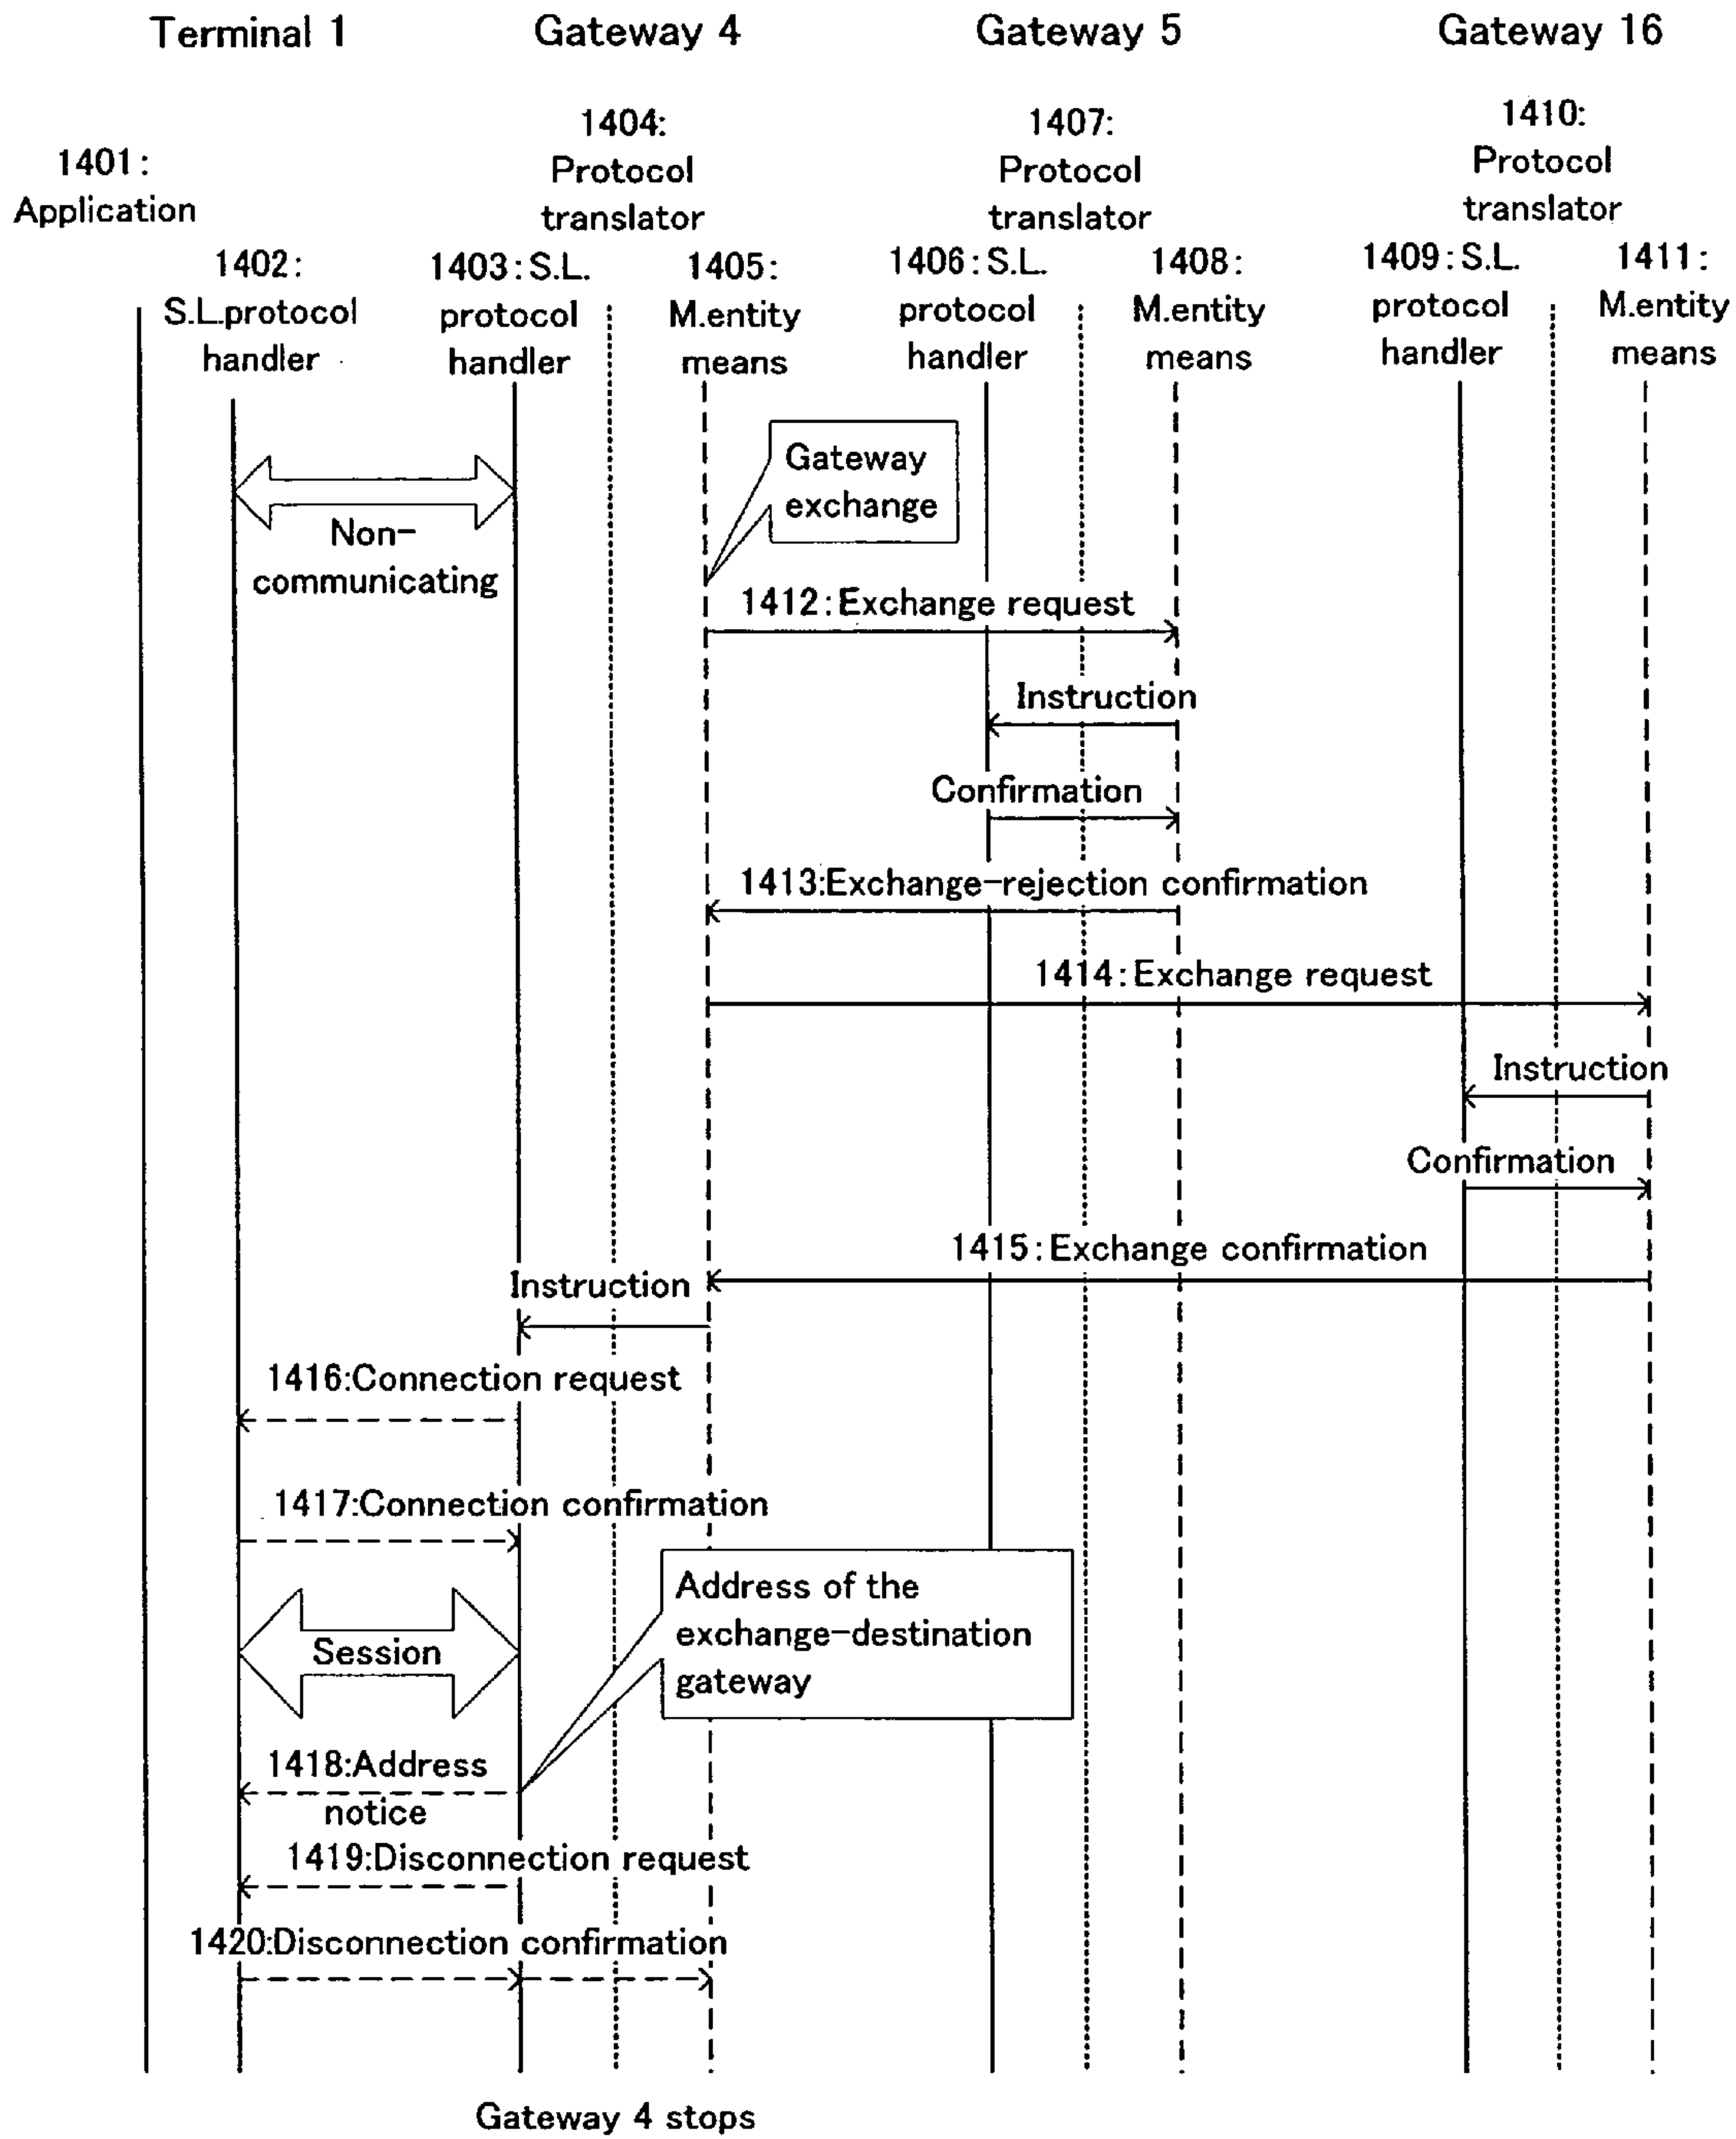 Terminal 1
Gateway 4
Gateway 5
Gateway 16
1401:
Application
1402:
S.L.protocol
handler
1403:S.L.
protocol
handler
1404:
Protocol
translator
1405:
M.entity
means
1406:S.L.
protocol
handler
1407:
Protocol
translator
1408:
M.entity
means
1409:S.L.
protocol
handler
1410:
Protocol
translator
1411:
M.entity
means
Gateway
exchange
Non-
communicating
1412:Exchange request
Instruction
Confirmation
1413:Exchange-rejection confirmation
1414:Exchange request
Instruction
Confirmation
1415:Exchange confirmation
Instruction
1416:Connection request
1417:Connection confirmation
Address of the
exchange-destination
gateway
Session
1418:Address
notice
1419:Disconnection request
1420:Disconnection confirmation
Gateway 4 stops